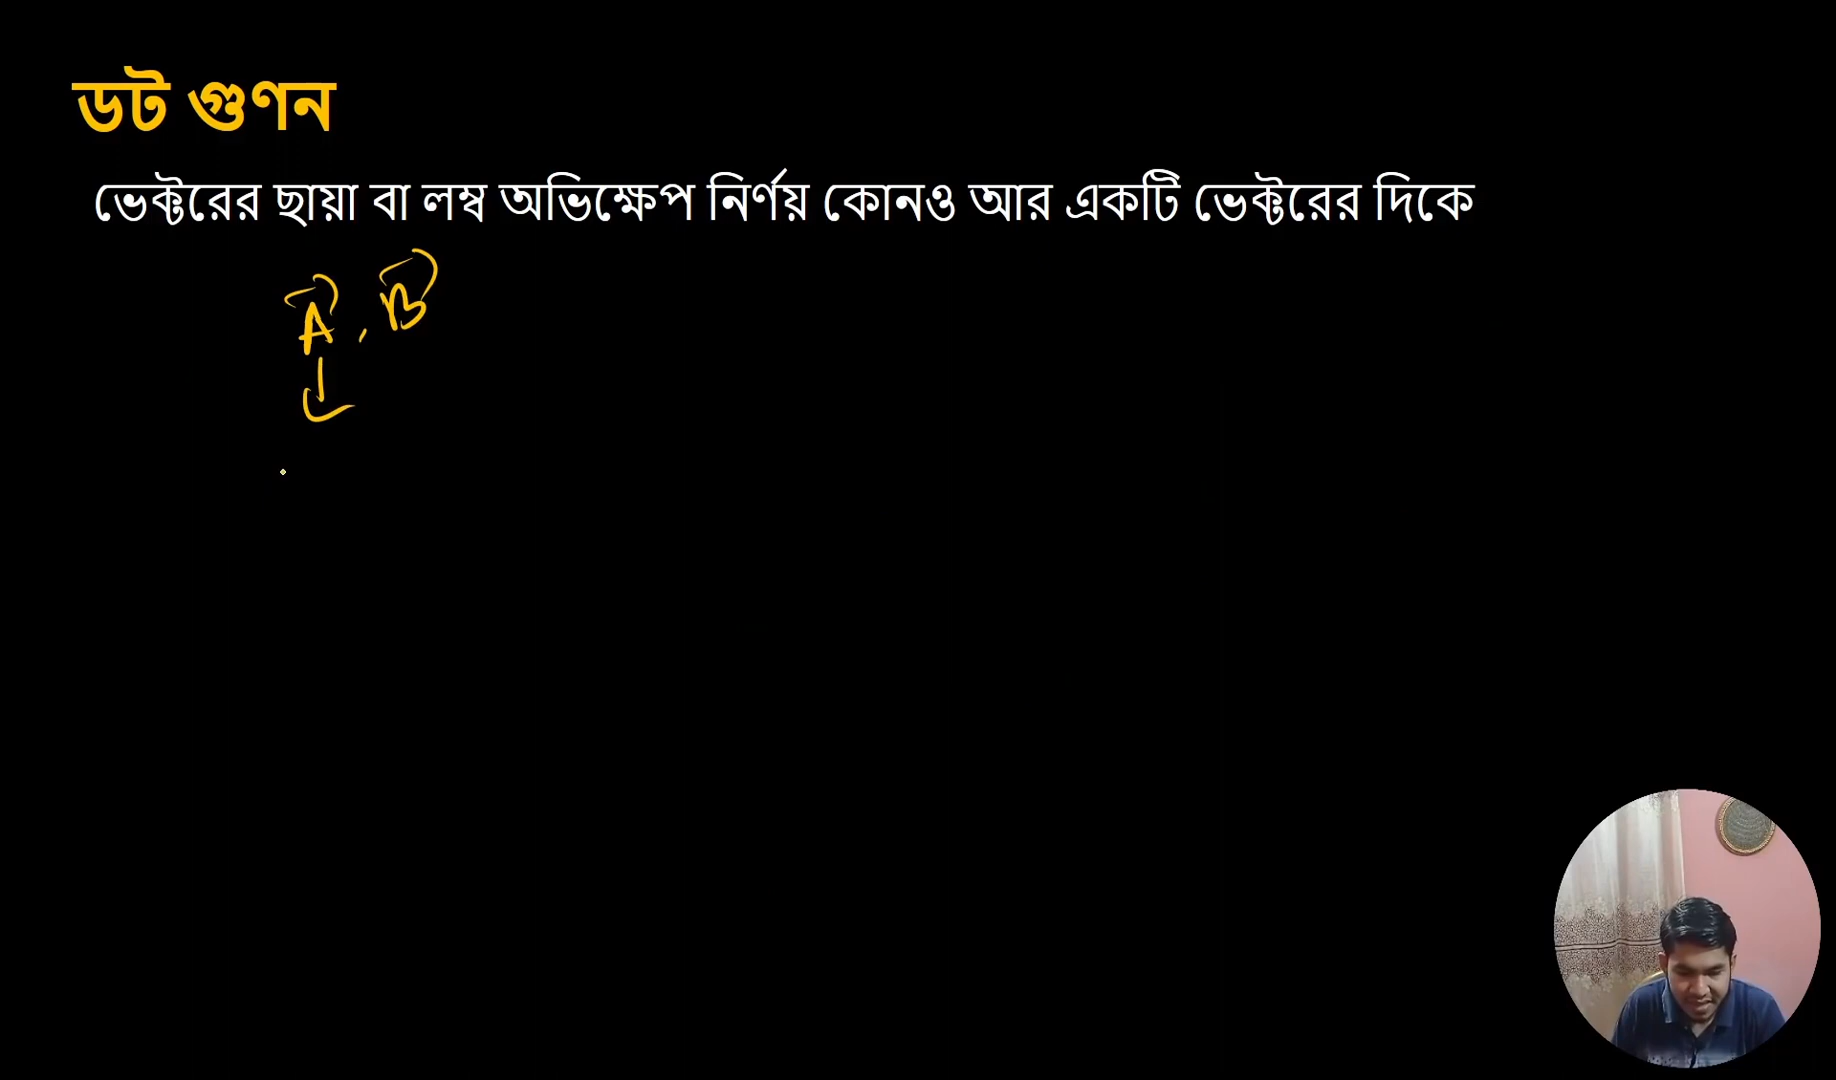 ডট গুণন
ভেক্টরের ছায়া বা লম্ব অভিক্ষেপ নির্ণয় কোনও আর একটি ভেক্টরের দিকে
A, B